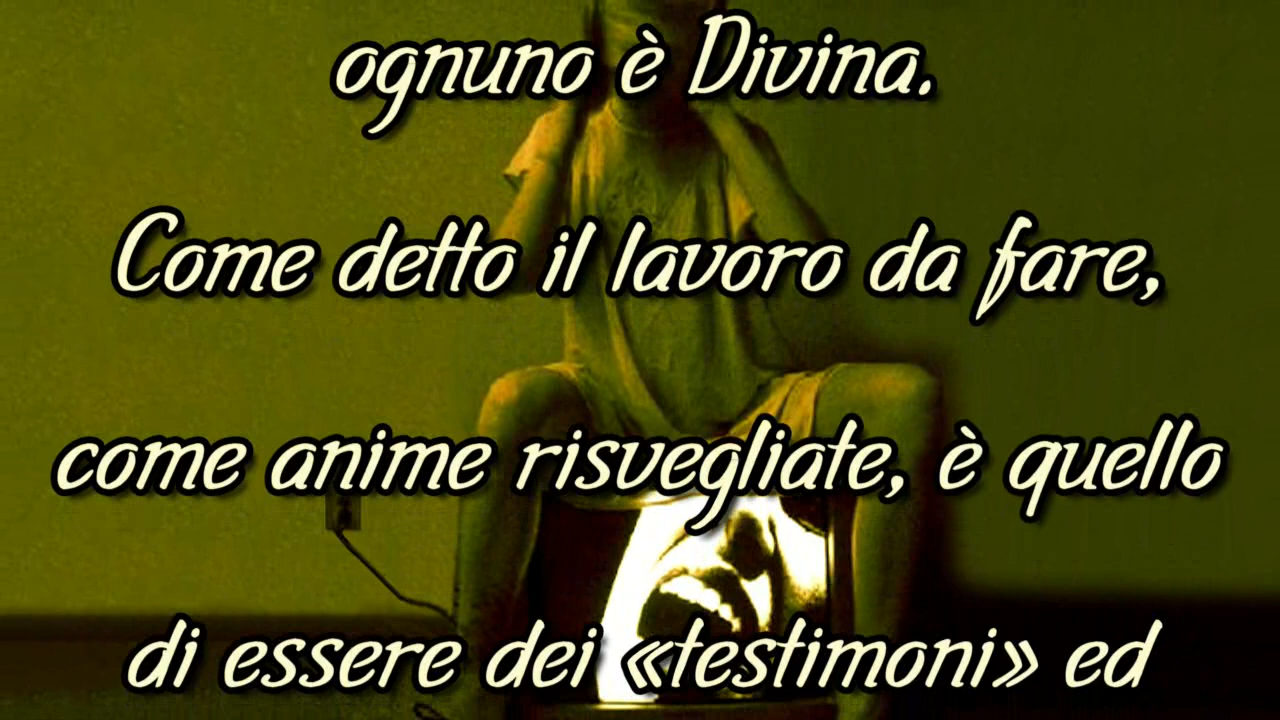 ognuno è Divina.
Come detto il lavoro da fare,
come anime risvegliate, è quello
di essere dei «testimoni» ed